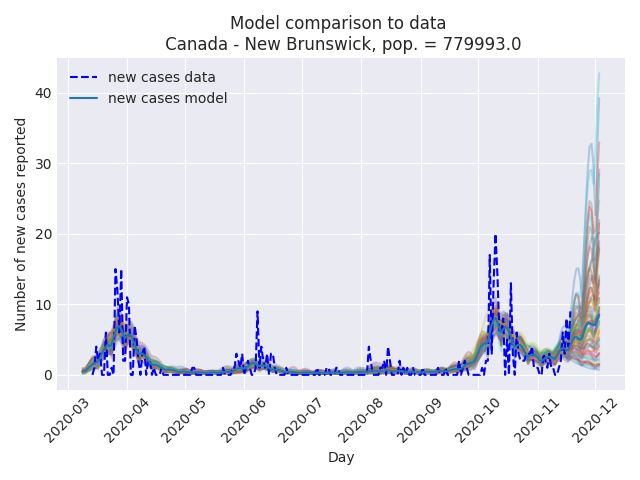 Model comparison to data
Canada - New Brunswick, pop. = 779993.0
new cases data
new cases model
Number of new cases reported
40
30
20
10
0
2020-03
2020-04
2020-05
2020-06
2020-07
2020-08
2020-09
2020-10
2020-11
2020-12
Day